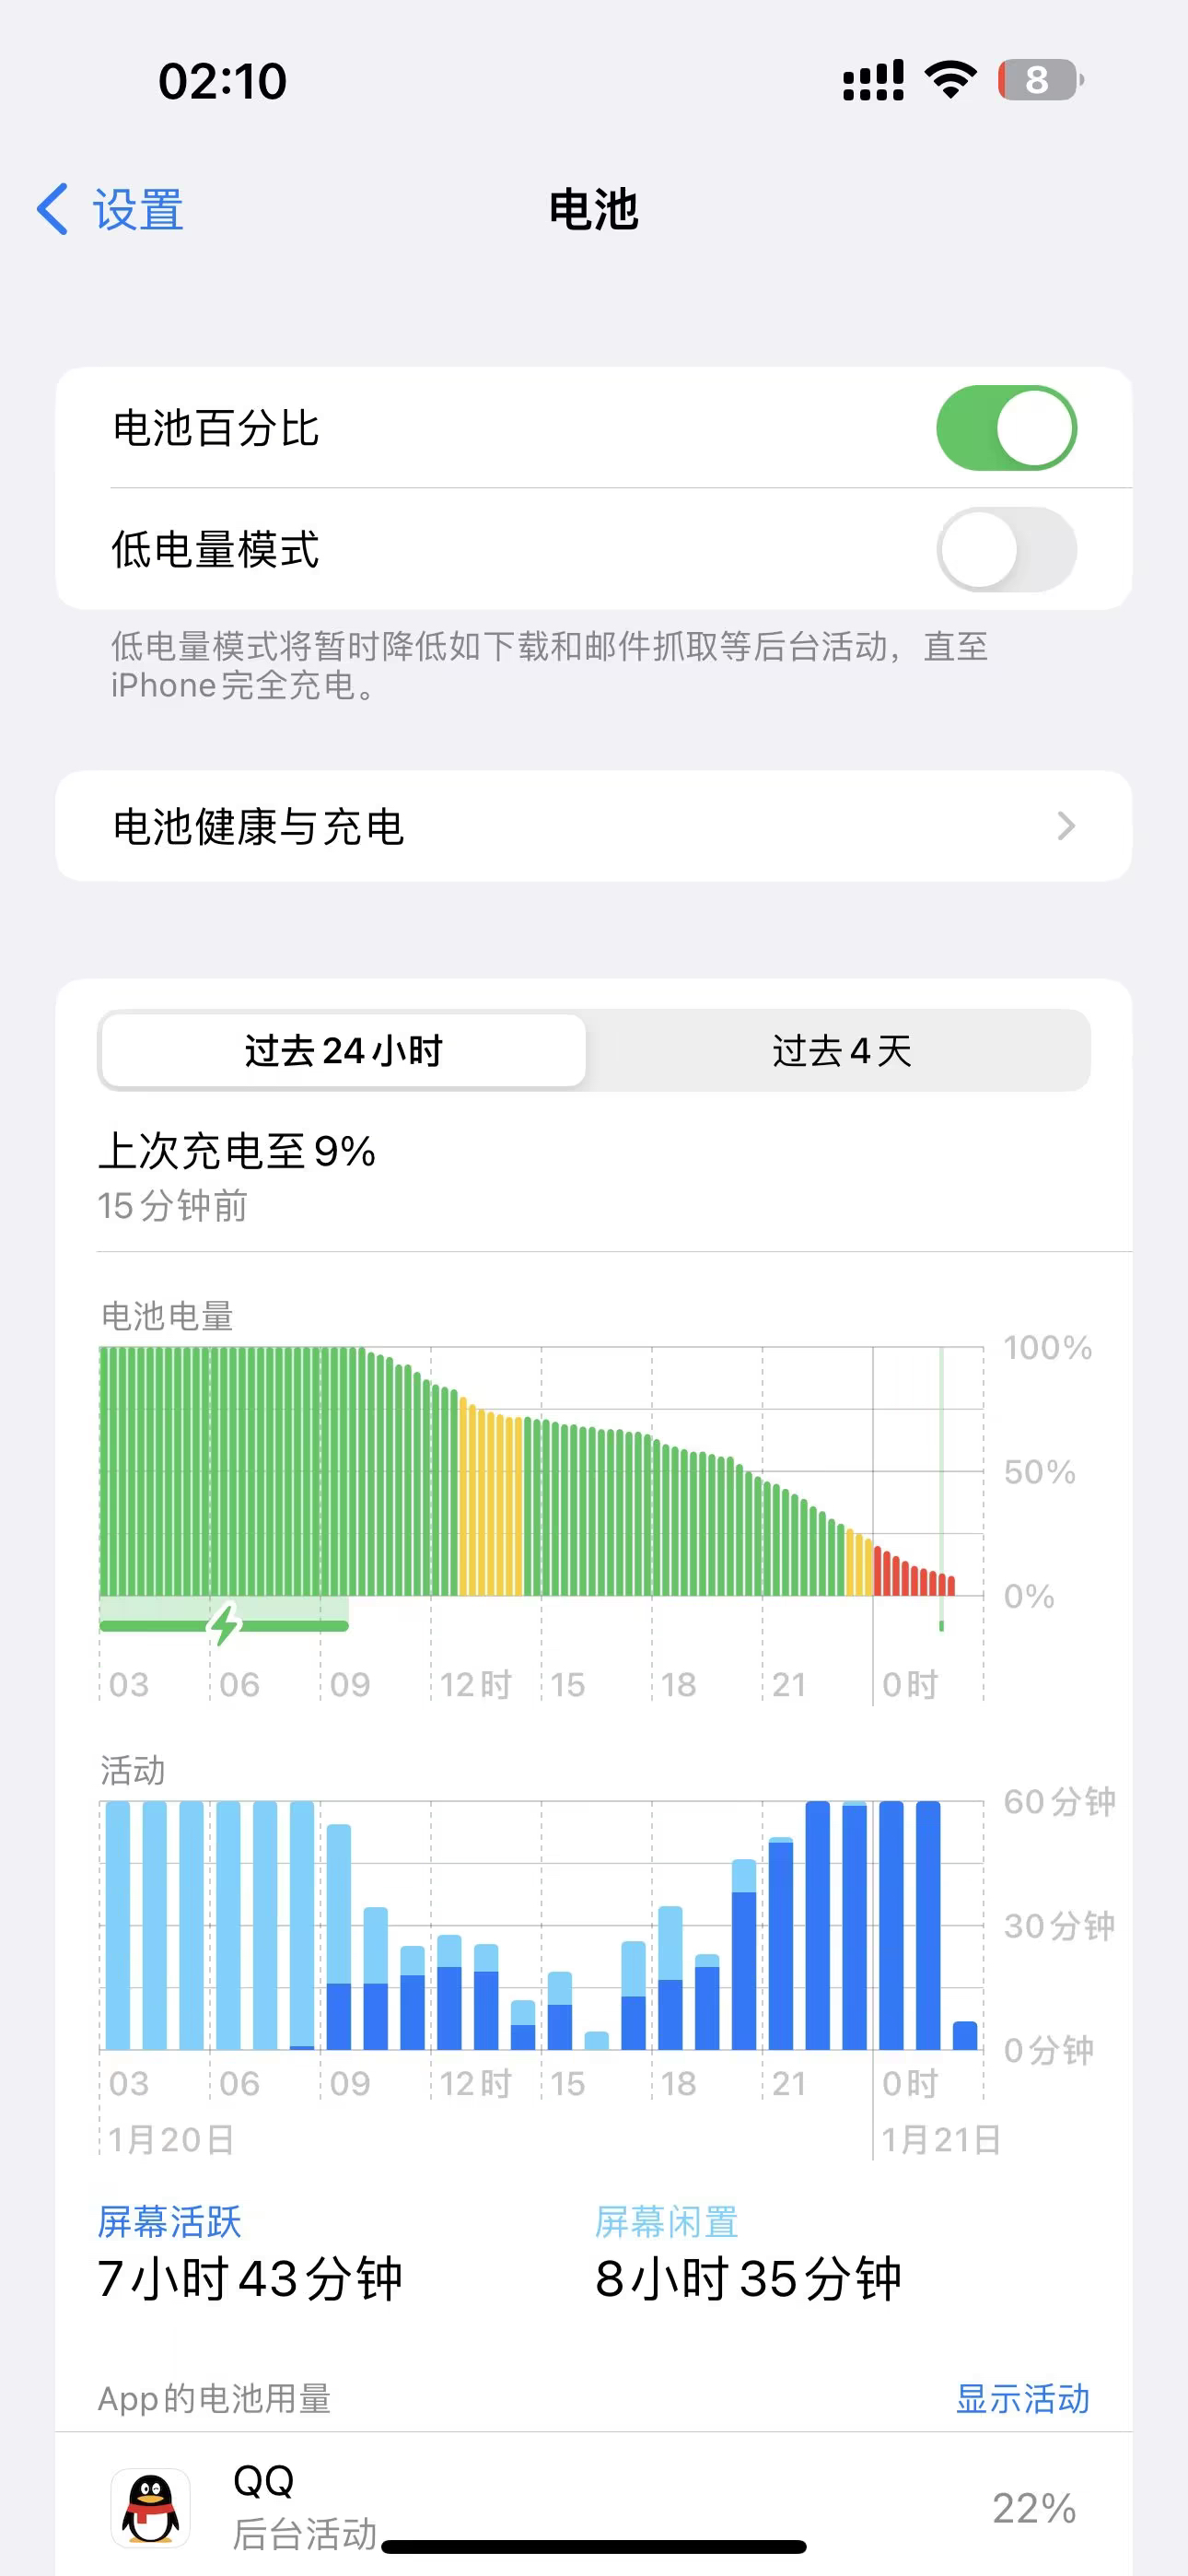 02:10
8
设置
电池
电池百分比
低电量模式
低电量模式将暂时降低如下载和邮件抓取等后台活动，直至
iPhone完全充电。
电池健康与充电
过去24小时
过去4天
上次充电至9%
15分钟前
电池电量
100%
50%
0%
03 06 09 12时 15 18 21 0时
活动
60分钟
30分钟
0分钟
03 06 09 12时 15 18 21 0时
1月20日 1月21日
屏幕活跃 屏幕闲置
7小时43分钟 8小时35分钟
App的电池用量 显示活动
QQ
22%
后台活动